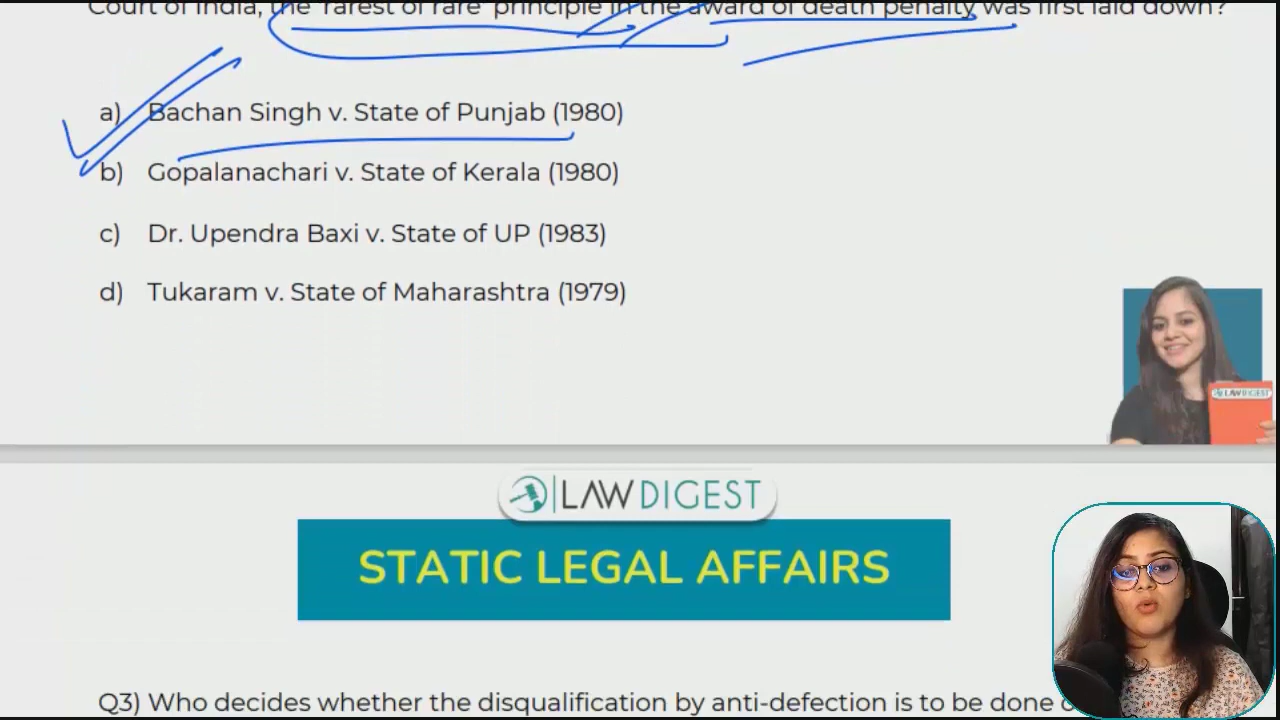 Court of India, the 'rarest of rare' principle in the award of death penalty was first laid down?
a) Bachan Singh v. State of Punjab (1980)
b) Gopalanachari v. State of Kerala (1980)
c) Dr. Upendra Baxi v. State of UP (1983)
d) Tukaram v. State of Maharashtra (1979)
LAWDIGEST
LAWDIGEST
STATIC LEGAL AFFAIRS
Q3) Who decides whether the disqualification by anti-defection is to be done